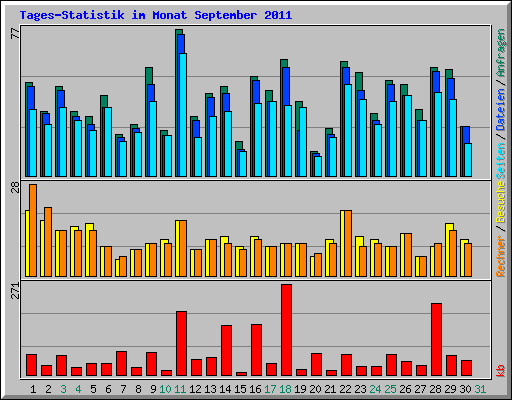 Tages-Statistik im Monat September 2011
77
Rechner / Besuche Seiten / Dateien / Anfragen
28
271
kb
1 2 3 4 5 6 7 8 9 10 11 12 13 14 15 16 17 18 19 20 21 22 23 24 25 26 27 28 29 30 31